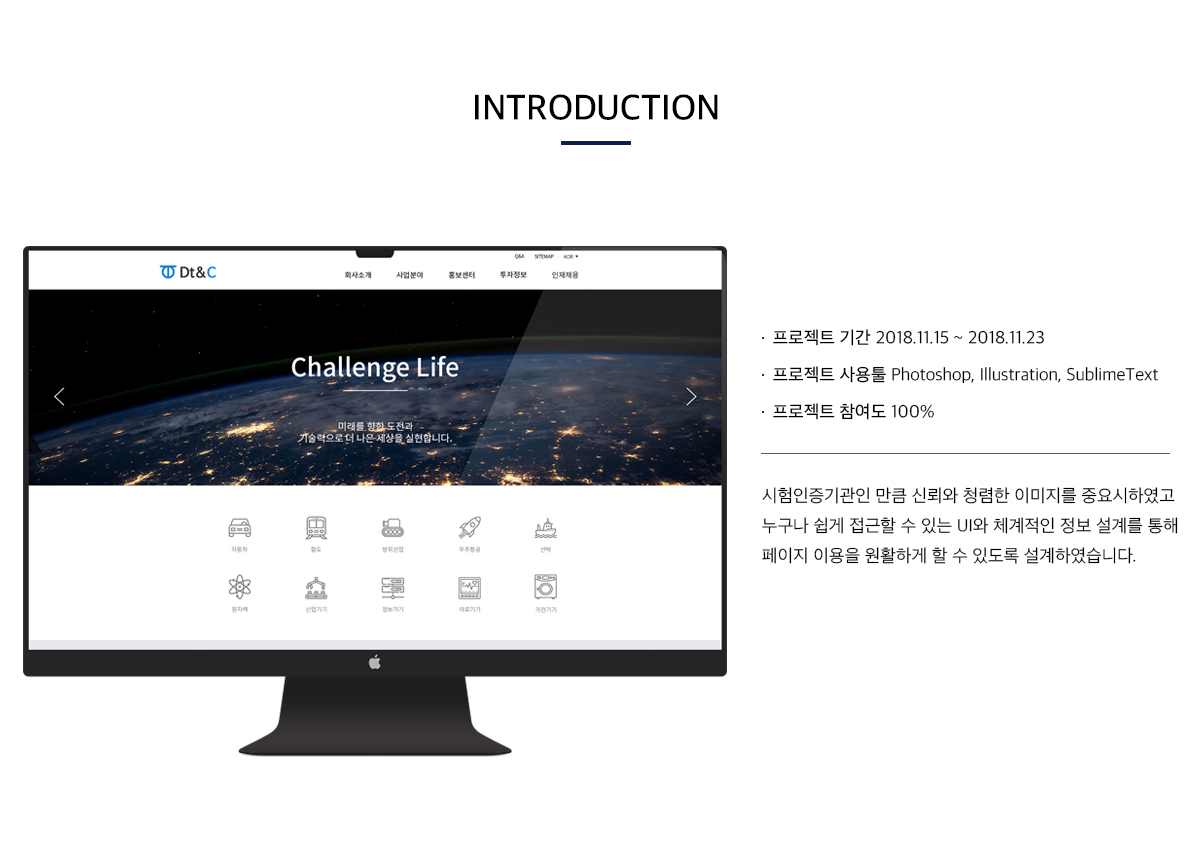 INTRODUCTION
Q&A
SITEMAP
KOR ▼
Dt&C
회사소개
사업분야
홍보센터
투자정보
인재채용
Challenge Life
미래를 향한 도전과
기술력으로 더 나은 세상을 실현합니다.
자동차
철도
방위산업
우주항공
선박
원자력
산업기기
정보기기
의료기기
가전기기
· 프로젝트 기간 2018.11.15 ~ 2018.11.23
· 프로젝트 사용툴 Photoshop, Illustration, SublimeText
· 프로젝트 참여도 100%
시험인증기관인 만큼 신뢰와 청렴한 이미지를 중요시하였고
누구나 쉽게 접근할 수 있는 UI와 체계적인 정보 설계를 통해
페이지 이용을 원활하게 할 수 있도록 설계하였습니다.